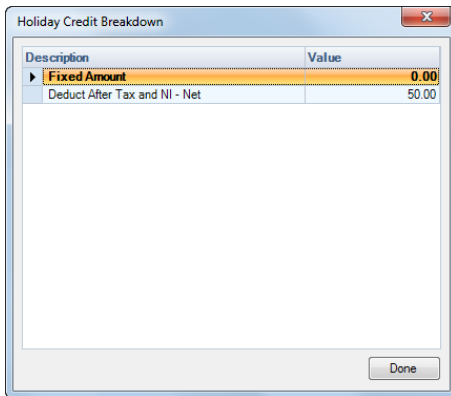 Holiday Credit Breakdown
Description Value
Fixed Amount 0.00
Deduct After Tax and NI - Net 50.00
Done